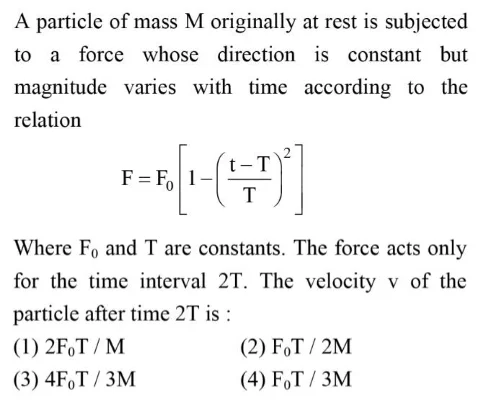 A particle of mass M originally at rest is subjected
to a force whose direction is constant but
magnitude varies with time according to the
relation
F = F₀ [1 − ((t − T) / T)²]
Where F₀ and T are constants. The force acts only
for the time interval 2T. The velocity v of the
particle after time 2T is :
(1) 2F₀T / M (2) F₀T / 2M
(3) 4F₀T / 3M (4) F₀T / 3M